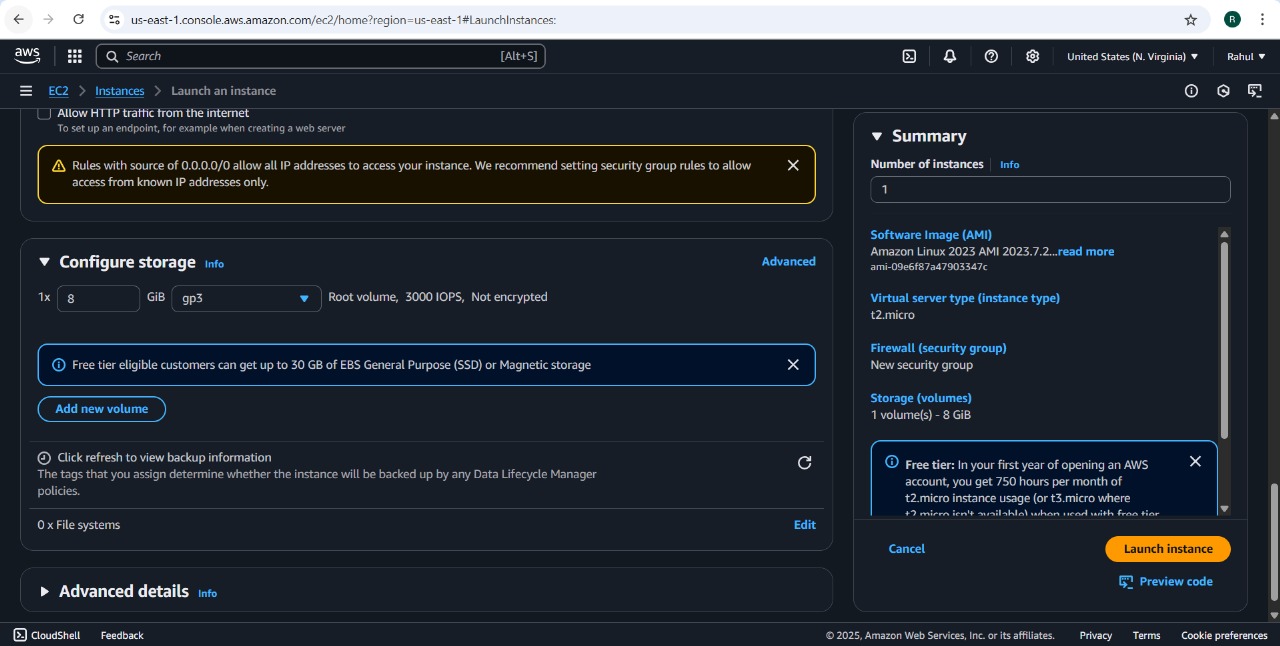 us-east-1.console.aws.amazon.com/ec2/home?region=us-east-1#LaunchInstances:
R
aws
Search
[Alt+S]
United States (N. Virginia)
Rahul
EC2
Instances
Launch an instance
Allow HTTP traffic from the internet
To set up an endpoint, for example when creating a web server
Rules with source of 0.0.0.0/0 allow all IP addresses to access your instance. We recommend setting security group rules to allow
access from known IP addresses only.
Configure storage Info
Advanced
1x 8 GiB gp3 Root volume, 3000 IOPS, Not encrypted
Free tier eligible customers can get up to 30 GB of EBS General Purpose (SSD) or Magnetic storage
Add new volume
Click refresh to view backup information
The tags that you assign determine whether the instance will be backed up by any Data Lifecycle Manager
policies.
0 x File systems
Edit
Advanced details Info
Summary
Number of instances Info
1
Software Image (AMI)
Amazon Linux 2023 AMI 2023.7.2...read more
ami-09e6f87a47903347c
Virtual server type (instance type)
t2.micro
Firewall (security group)
New security group
Storage (volumes)
1 volume(s) - 8 GiB
Free tier: In your first year of opening an AWS
account, you get 750 hours per month of
t2.micro instance usage (or t3.micro where
t2.micro isn't available) when used with free tier
Cancel
Launch instance
Preview code
CloudShell
Feedback
© 2025, Amazon Web Services, Inc. or its affiliates.
Privacy
Terms
Cookie preferences